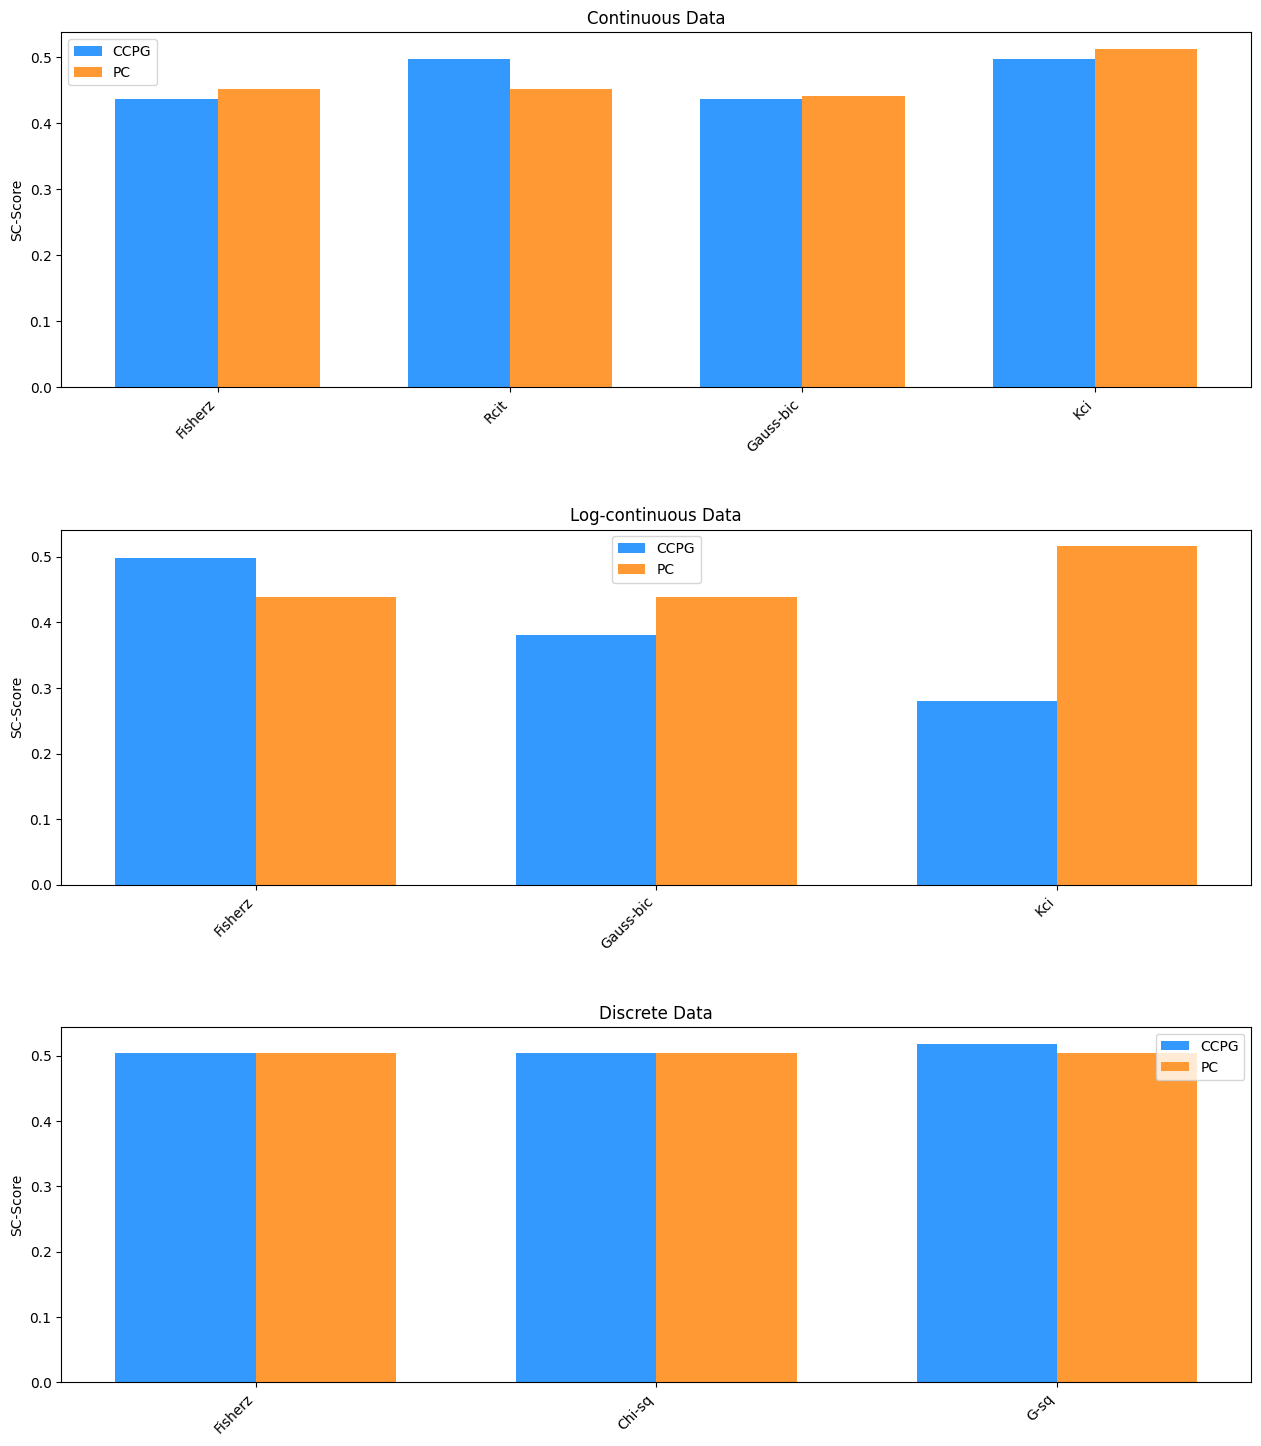 Continuous Data
CCPG
PC
SC-Score
0.5
0.4
0.3
0.2
0.1
0.0
Fisherz
Rcit
Gauss-bic
Kci
Log-continuous Data
CCPG
PC
SC-Score
0.5
0.4
0.3
0.2
0.1
0.0
Fisherz
Gauss-bic
Kci
Discrete Data
CCPG
PC
SC-Score
0.5
0.4
0.3
0.2
0.1
0.0
Fisherz
Chi-sq
G-sq